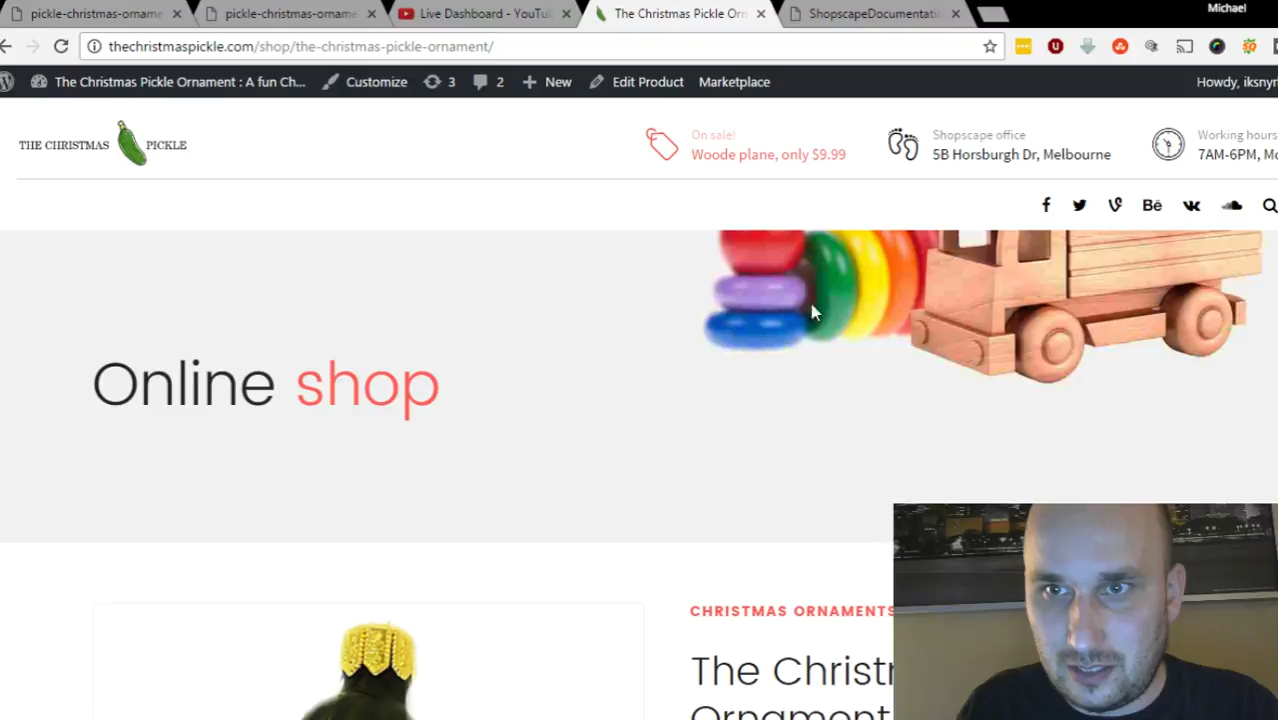 Michael
pickle-christmas-orname
pickle-christmas-orname
Live Dashboard - YouTu
The Christmas Pickle Orn
ShopscapeDocumentati
thechristmaspickle.com/shop/the-christmas-pickle-ornament/
The Christmas Pickle Ornament : A fun Ch...
Customize
3
2
New
Edit Product
Marketplace
Howdy, iksnyr
THE CHRISTMAS PICKLE
On sale!
Woode plane, only $9.99
Shopscape office
5B Horsburgh Dr, Melbourne
Working hours
7AM-6PM, Mo
Bē
Online shop
CHRISTMAS ORNAMENTS
The Christ
Ornament